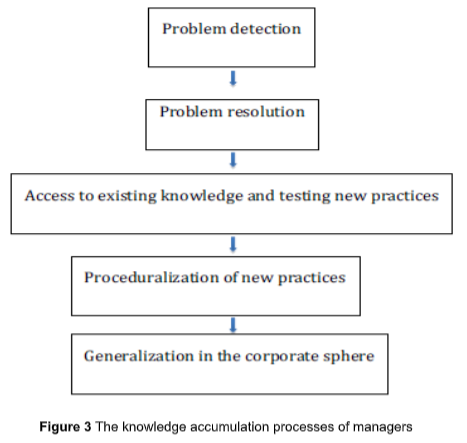 Problem detection
Problem resolution
Access to existing knowledge and testing new practices
Proceduralization of new practices
Generalization in the corporate sphere
Figure 3 The knowledge accumulation processes of managers